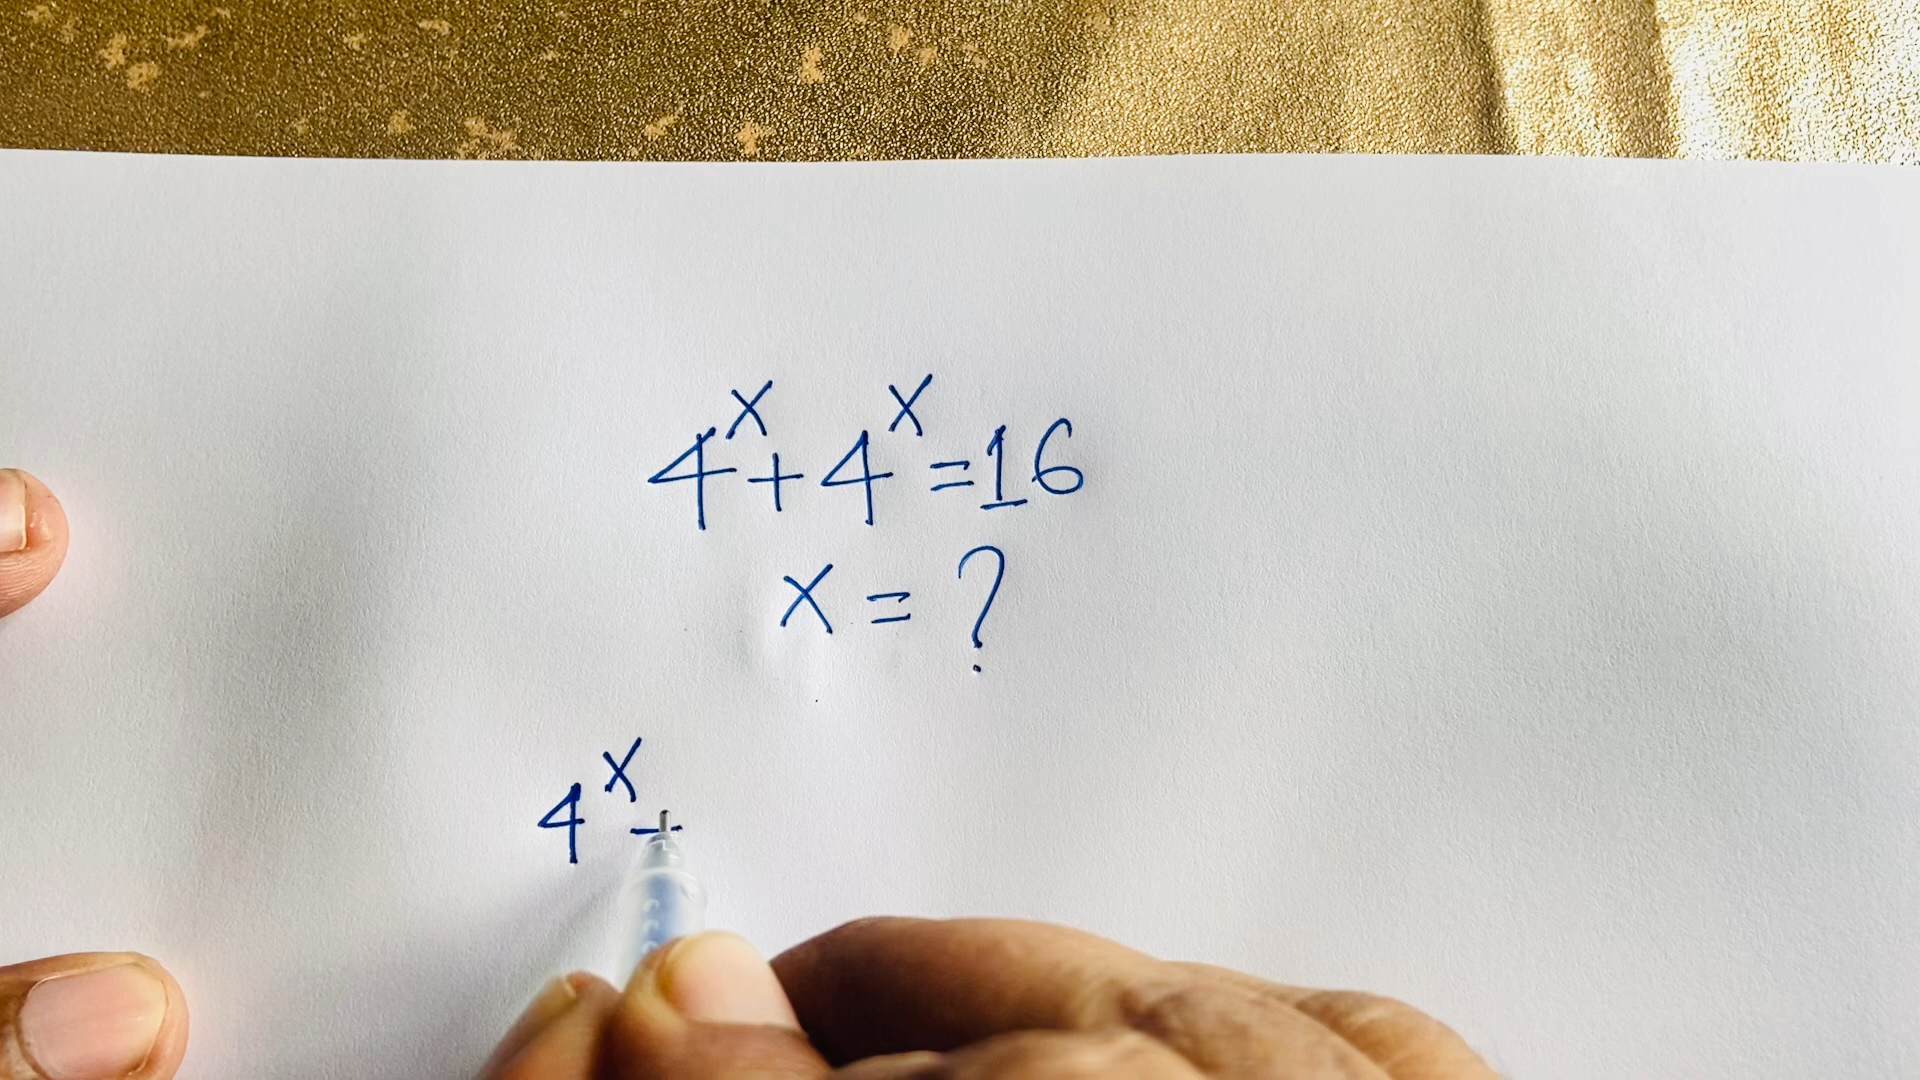 4^x + 4^x = 16
x = ?
4^x +